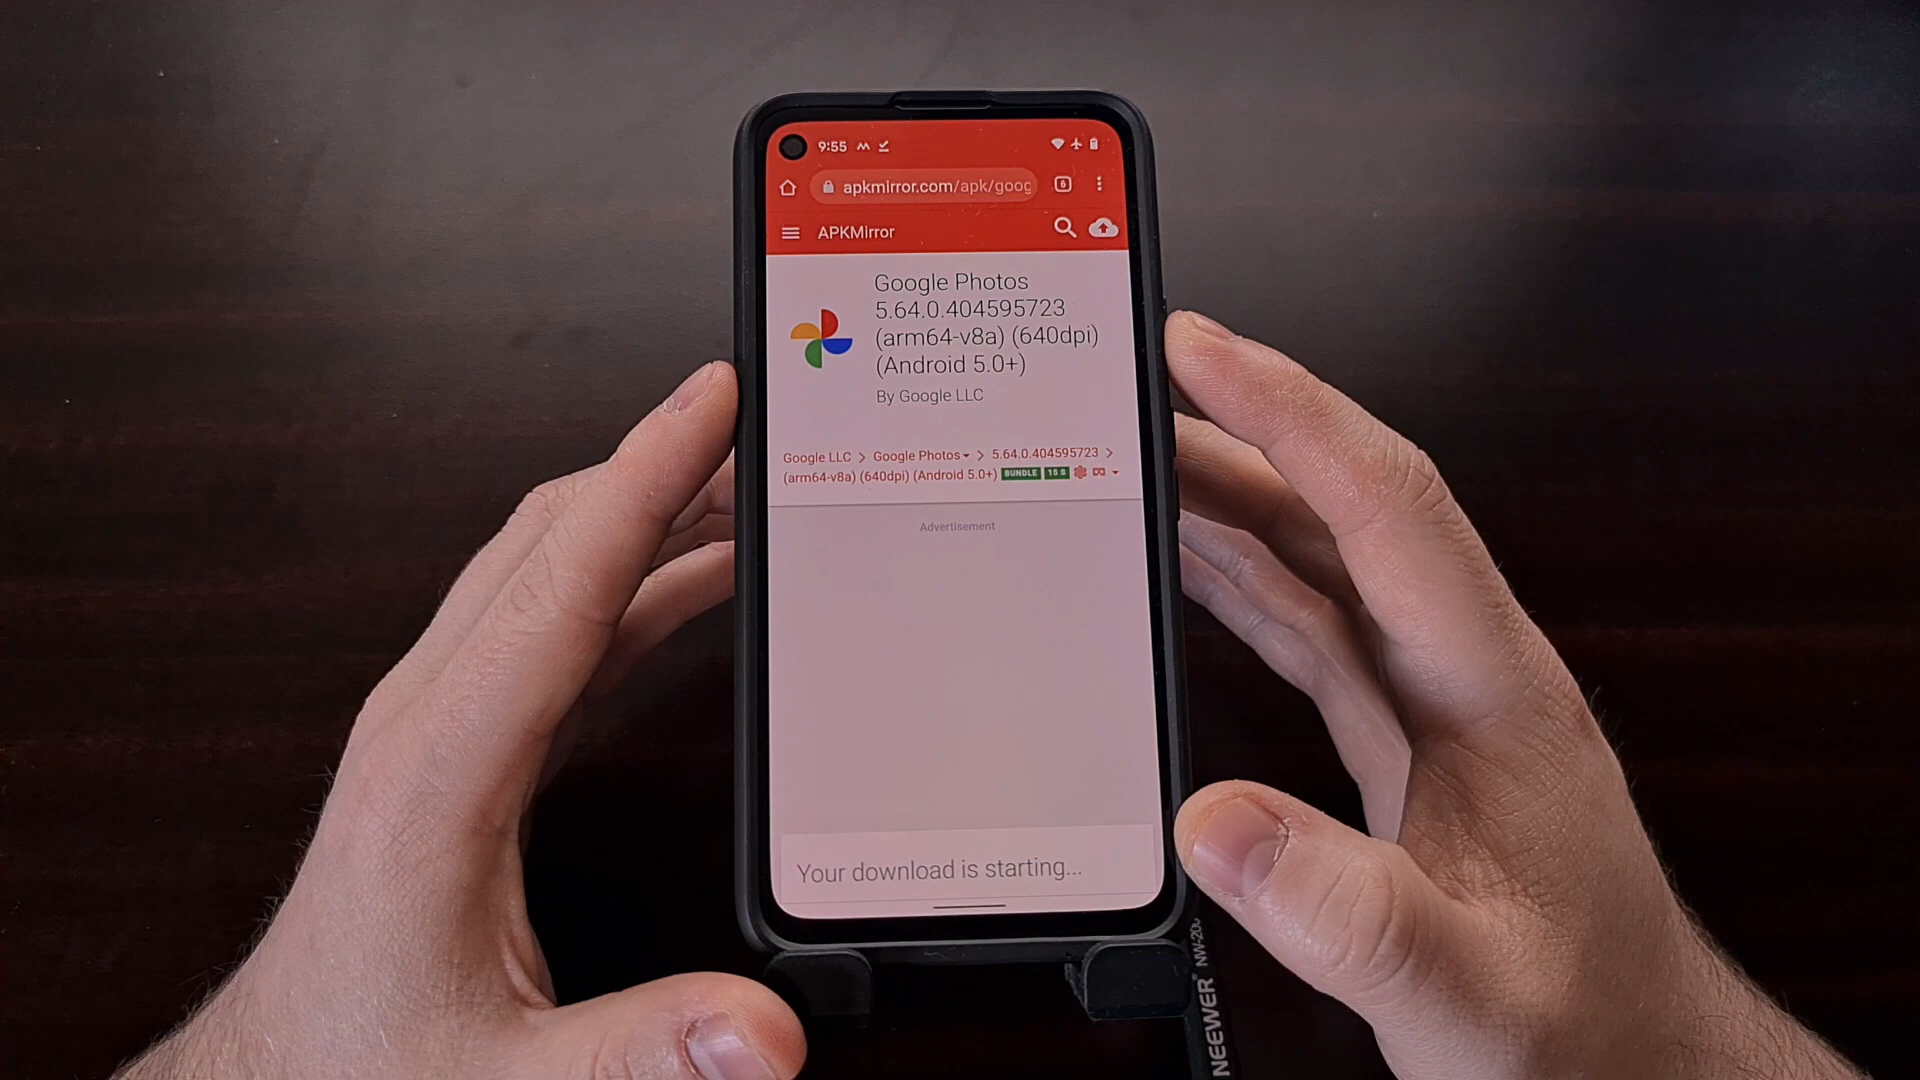 9:55
apkmirror.com/apk/goog
6
APKMirror
Google Photos
5.64.0.404595723
(arm64-v8a) (640dpi)
(Android 5.0+)
By Google LLC
Google LLC > Google Photos > 5.64.0.404595723 >
(arm64-v8a) (640dpi) (Android 5.0+) BUNDLE 15 S
Advertisement
Your download is starting...
NEEWER®